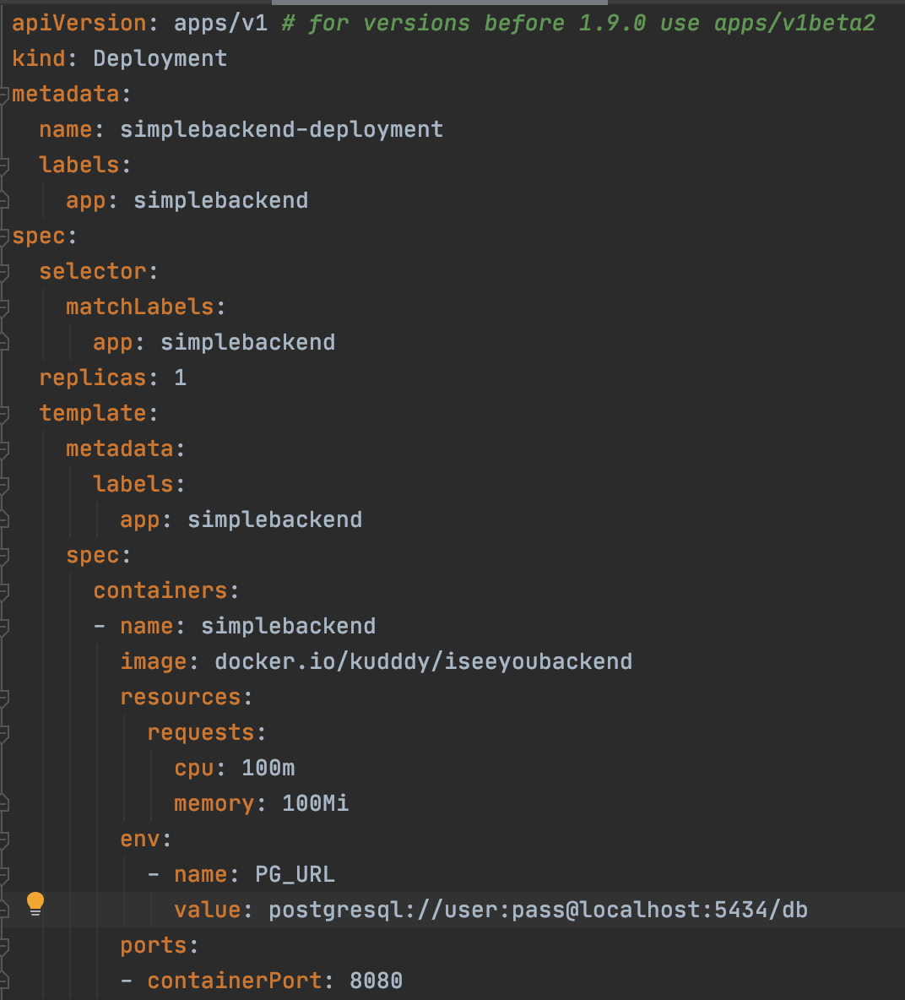 apiVersion: apps/v1 # for versions before 1.9.0 use apps/v1beta2
kind: Deployment
metadata:
  name: simplebackend-deployment
  labels:
    app: simplebackend
spec:
  selector:
    matchLabels:
      app: simplebackend
  replicas: 1
  template:
    metadata:
      labels:
        app: simplebackend
    spec:
      containers:
      - name: simplebackend
        image: docker.io/kudddy/iseeyoubackend
        resources:
          requests:
            cpu: 100m
            memory: 100Mi
        env:
          - name: PG_URL
            value: postgresql://user:pass@localhost:5434/db
        ports:
        - containerPort: 8080